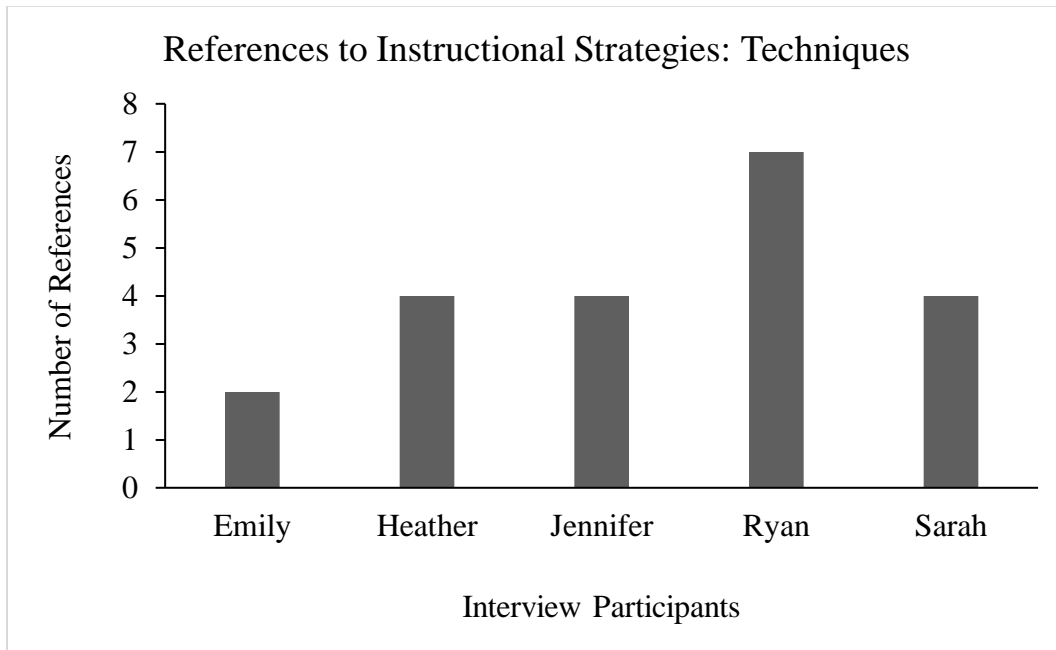 References to Instructional Strategies: Techniques
Number of References
8
7
6
5
4
3
2
1
0
Emily Heather Jennifer Ryan Sarah
Interview Participants